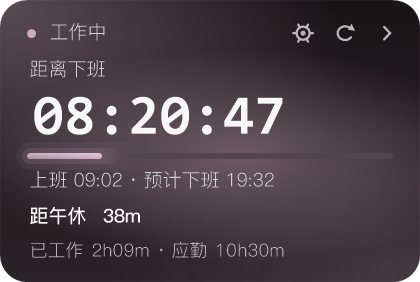 工作中
距离下班
08:20:47
上班 09:02 · 预计下班 19:32
距午休 38m
已工作 2h09m · 应勤 10h30m